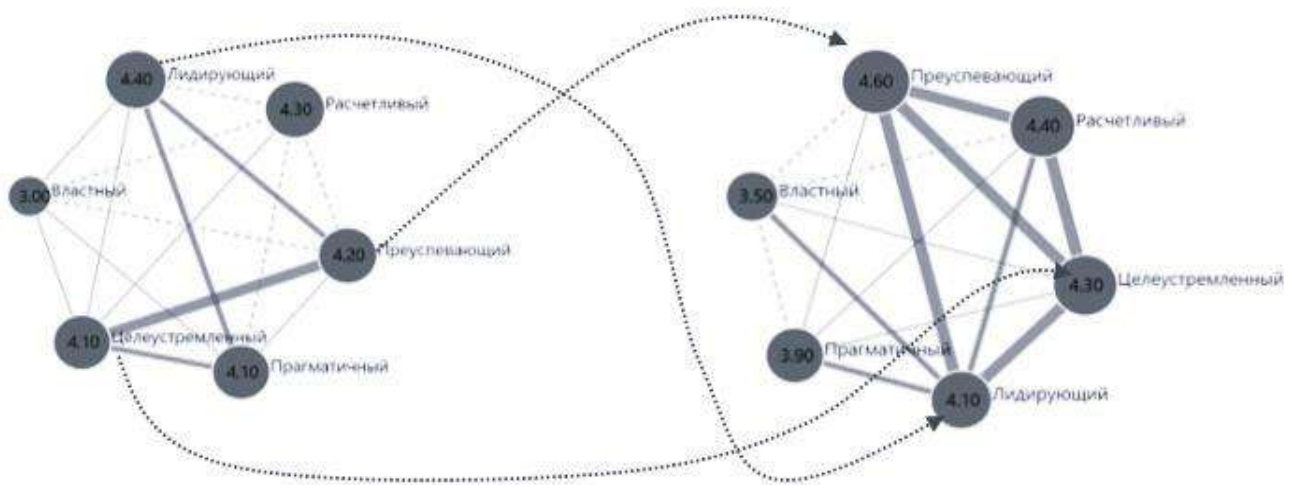 4.40 Лидирующий
4.30 Расчетливый
3.00 Властный
4.20 Преуспевающий
4.10 Целеустремленный
4.10 Прагматичный
4.60 Преуспевающий
4.40 Расчетливый
3.50 Властный
4.30 Целеустремленный
3.90 Прагматичный
4.10 Лидирующий